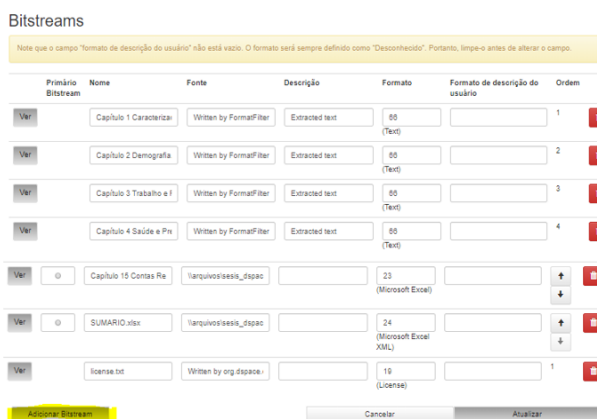 Bitstreams
Note que o campo "formato de descrição do usuário" não está vazio. O formato será sempre definido como "Desconhecido". Portanto, limpe-o antes de alterar o campo.
Primário Bitstream Nome Fonte Descrição Formato Formato de descrição do usuário Ordem
Ver Capítulo 1 Caracteriza Written by FormatFilter Extracted text 66 1
(Text)
Ver Capítulo 2 Demografia Written by FormatFilter Extracted text 66 2
(Text)
Ver Capítulo 3 Trabalho e Written by FormatFilter Extracted text 66 3
(Text)
Ver Capítulo 4 Saúde e Pre Written by FormatFilter Extracted text 66 4
(Text)
Ver Capítulo 15 Contas Re \\arquivos\sesis_dspac 23
(Microsoft Excel)
Ver SUMARIO.xlsx \\arquivos\sesis_dspac 24
(Microsoft Excel
XML)
Ver license.txt Written by org.dspace. 19 1
(License)
Adicionar Bitstream Cancelar Atualizar